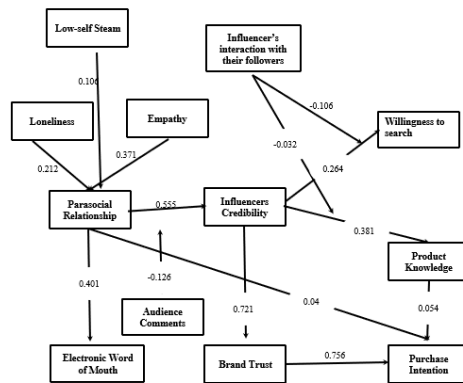 Low-self Steam
Influencer's
interaction with
their followers
0.106
-0.106
Loneliness
Empathy
Willingness to
search
-0.032
0.212
0.371
0.264
Parasocial
Relationship
0.555
Influencers
Credibility
0.381
Product
Knowledge
0.401
-0.126
0.04
0.054
Audience
Comments
0.721
Electronic Word
of Mouth
Brand Trust
0.756
Purchase
Intention